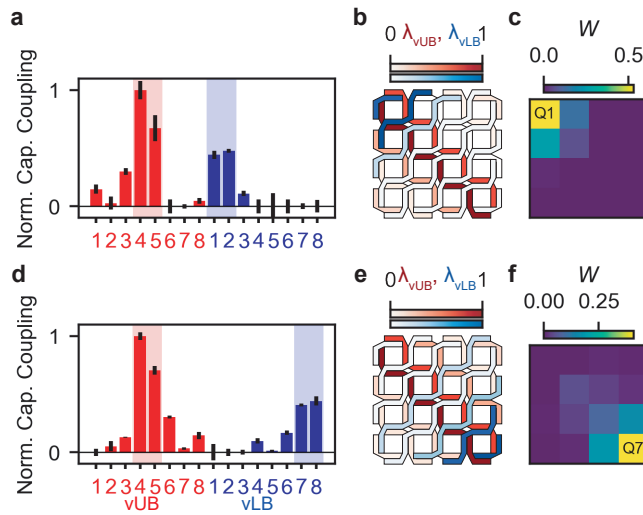 a
Norm. Cap. Coupling
1
0
1 2 3 4 5 6 7 8 1 2 3 4 5 6 7 8
b
0 λvUB, λvLB 1
c
W
0.0 0.5
Q1
d
Norm. Cap. Coupling
1
0
1 2 3 4 5 6 7 8 1 2 3 4 5 6 7 8
vUB vLB
e
0 λvUB, λvLB 1
f
W
0.00 0.25
Q7